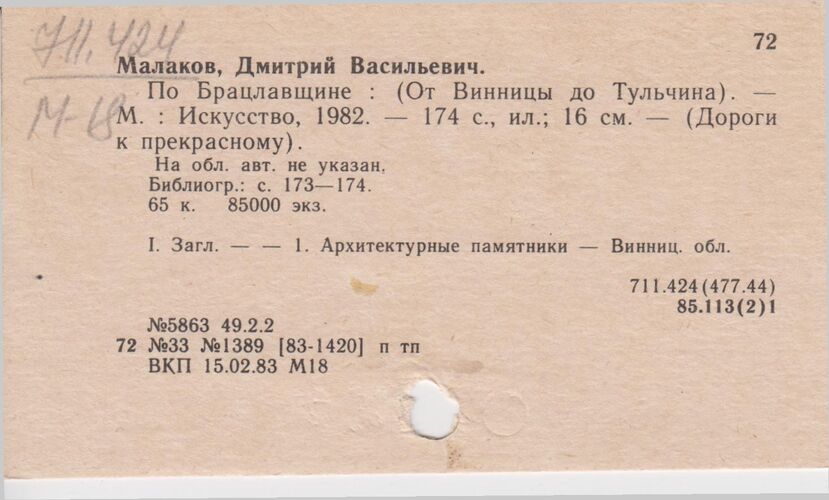 711.424
72
Малаков, Дмитрий Васильевич.
По Брацлавщине : (От Винницы до Тульчина). —
М-18
М. : Искусство, 1982. — 174 с., ил.; 16 см. — (Дороги
к прекрасному).
На обл. авт. не указан.
Библиогр.: с. 173—174.
65 к. 85000 экз.
I. Загл. — — 1. Архитектурные памятники — Винниц. обл.
711.424(477.44)
85.113(2)1
№5863 49.2.2
72 №33 №1389 [83-1420] п тп
ВКП 15.02.83 М18